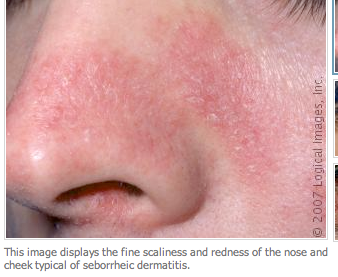 © 2007 Logical Images, Inc.
This image displays the fine scaliness and redness of the nose and
cheek typical of seborrheic dermatitis.